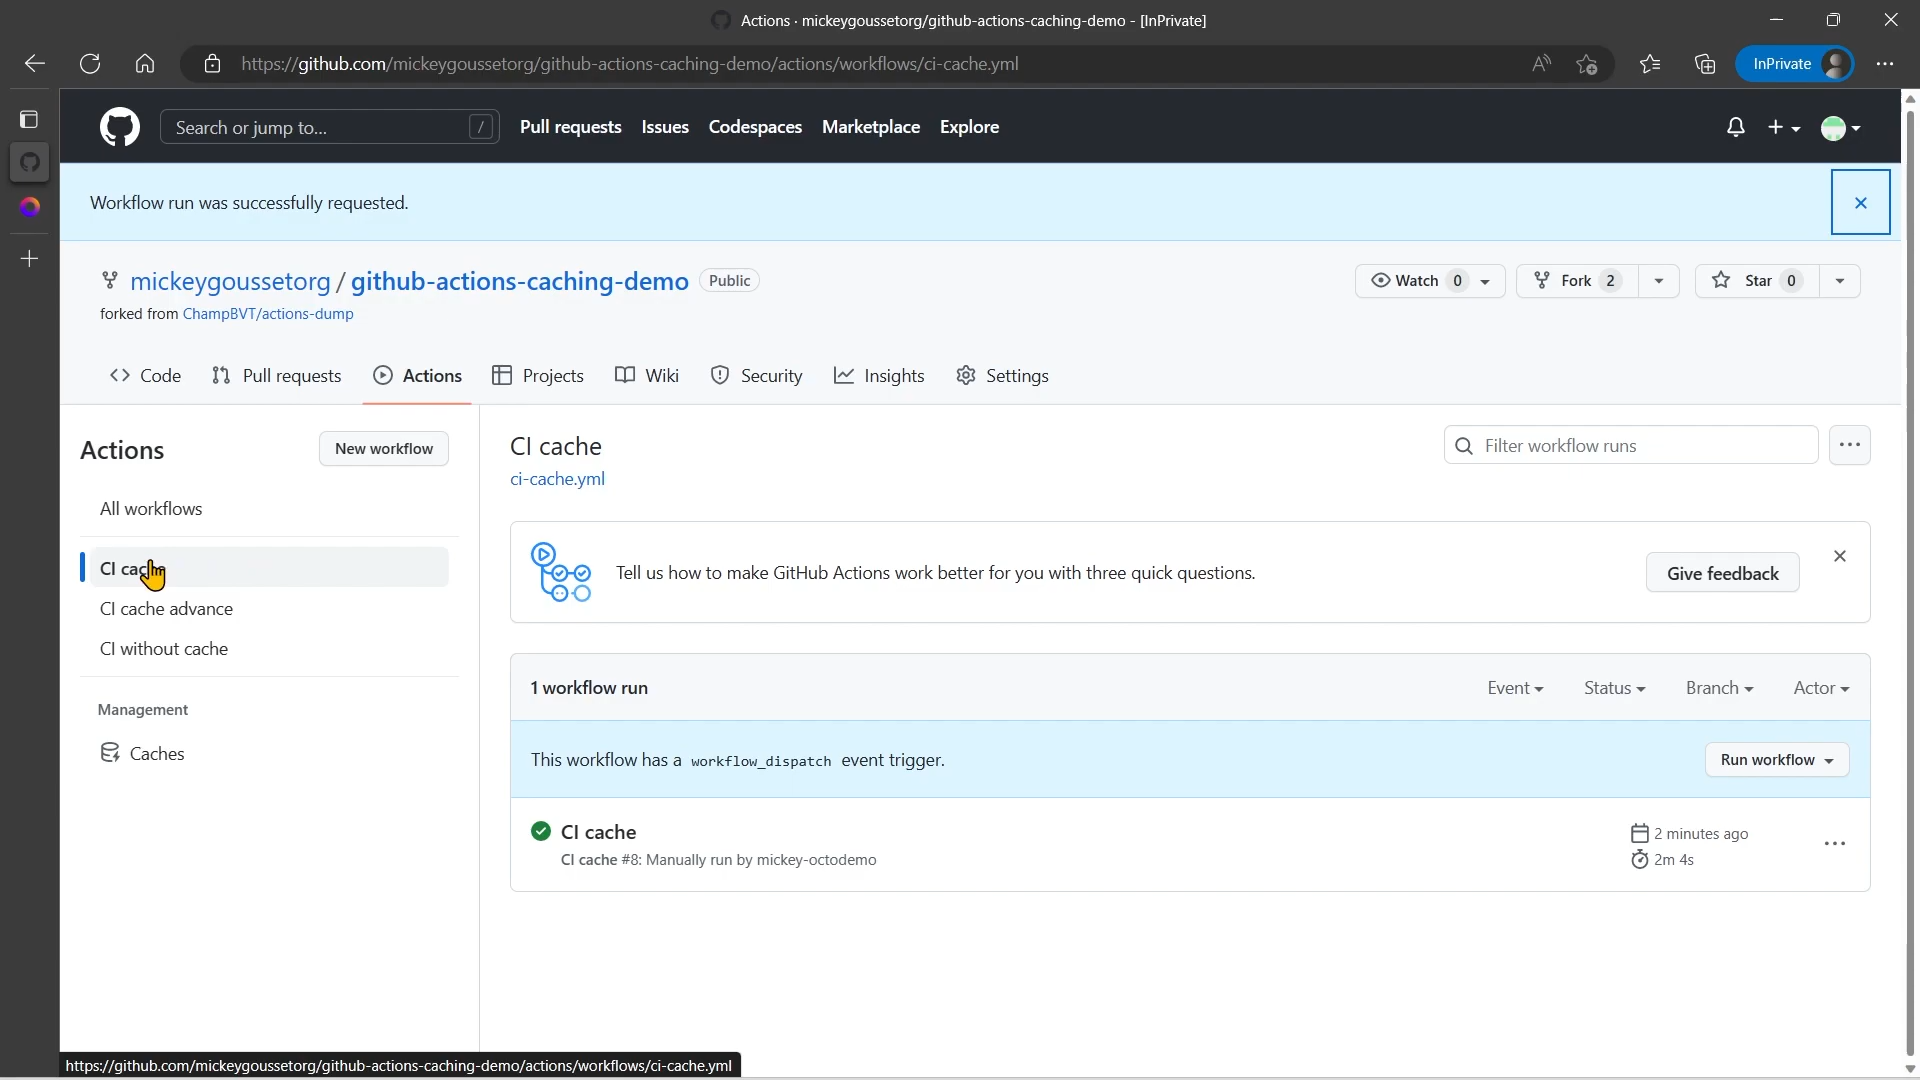 Actions · mickeygoussetorg/github-actions-caching-demo - [InPrivate]
https://github.com/mickeygoussetorg/github-actions-caching-demo/actions/workflows/ci-cache.yml
InPrivate
Search or jump to...
/
Pull requests
Issues
Codespaces
Marketplace
Explore
Workflow run was successfully requested.
mickeygoussetorg / github-actions-caching-demo
Public
Watch 0
Fork 2
Star 0
forked from ChampBVT/actions-dump
Code
Pull requests
Actions
Projects
Wiki
Security
Insights
Settings
Actions
New workflow
All workflows
CI cache
CI cache advance
CI without cache
Management
Caches
CI cache
ci-cache.yml
Filter workflow runs
Tell us how to make GitHub Actions work better for you with three quick questions.
Give feedback
1 workflow run
Event
Status
Branch
Actor
This workflow has a workflow_dispatch event trigger.
Run workflow
CI cache
CI cache #8: Manually run by mickey-octodemo
2 minutes ago
2m 4s
https://github.com/mickeygoussetorg/github-actions-caching-demo/actions/workflows/ci-cache.yml